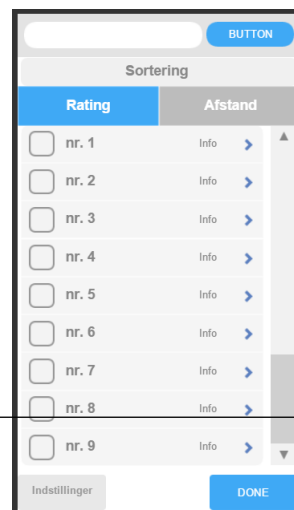 BUTTON
Sortering
Rating Afstand
nr. 1 Info
nr. 2 Info
nr. 3 Info
nr. 4 Info
nr. 5 Info
nr. 6 Info
nr. 7 Info
nr. 8 Info
nr. 9 Info
Indstillinger DONE